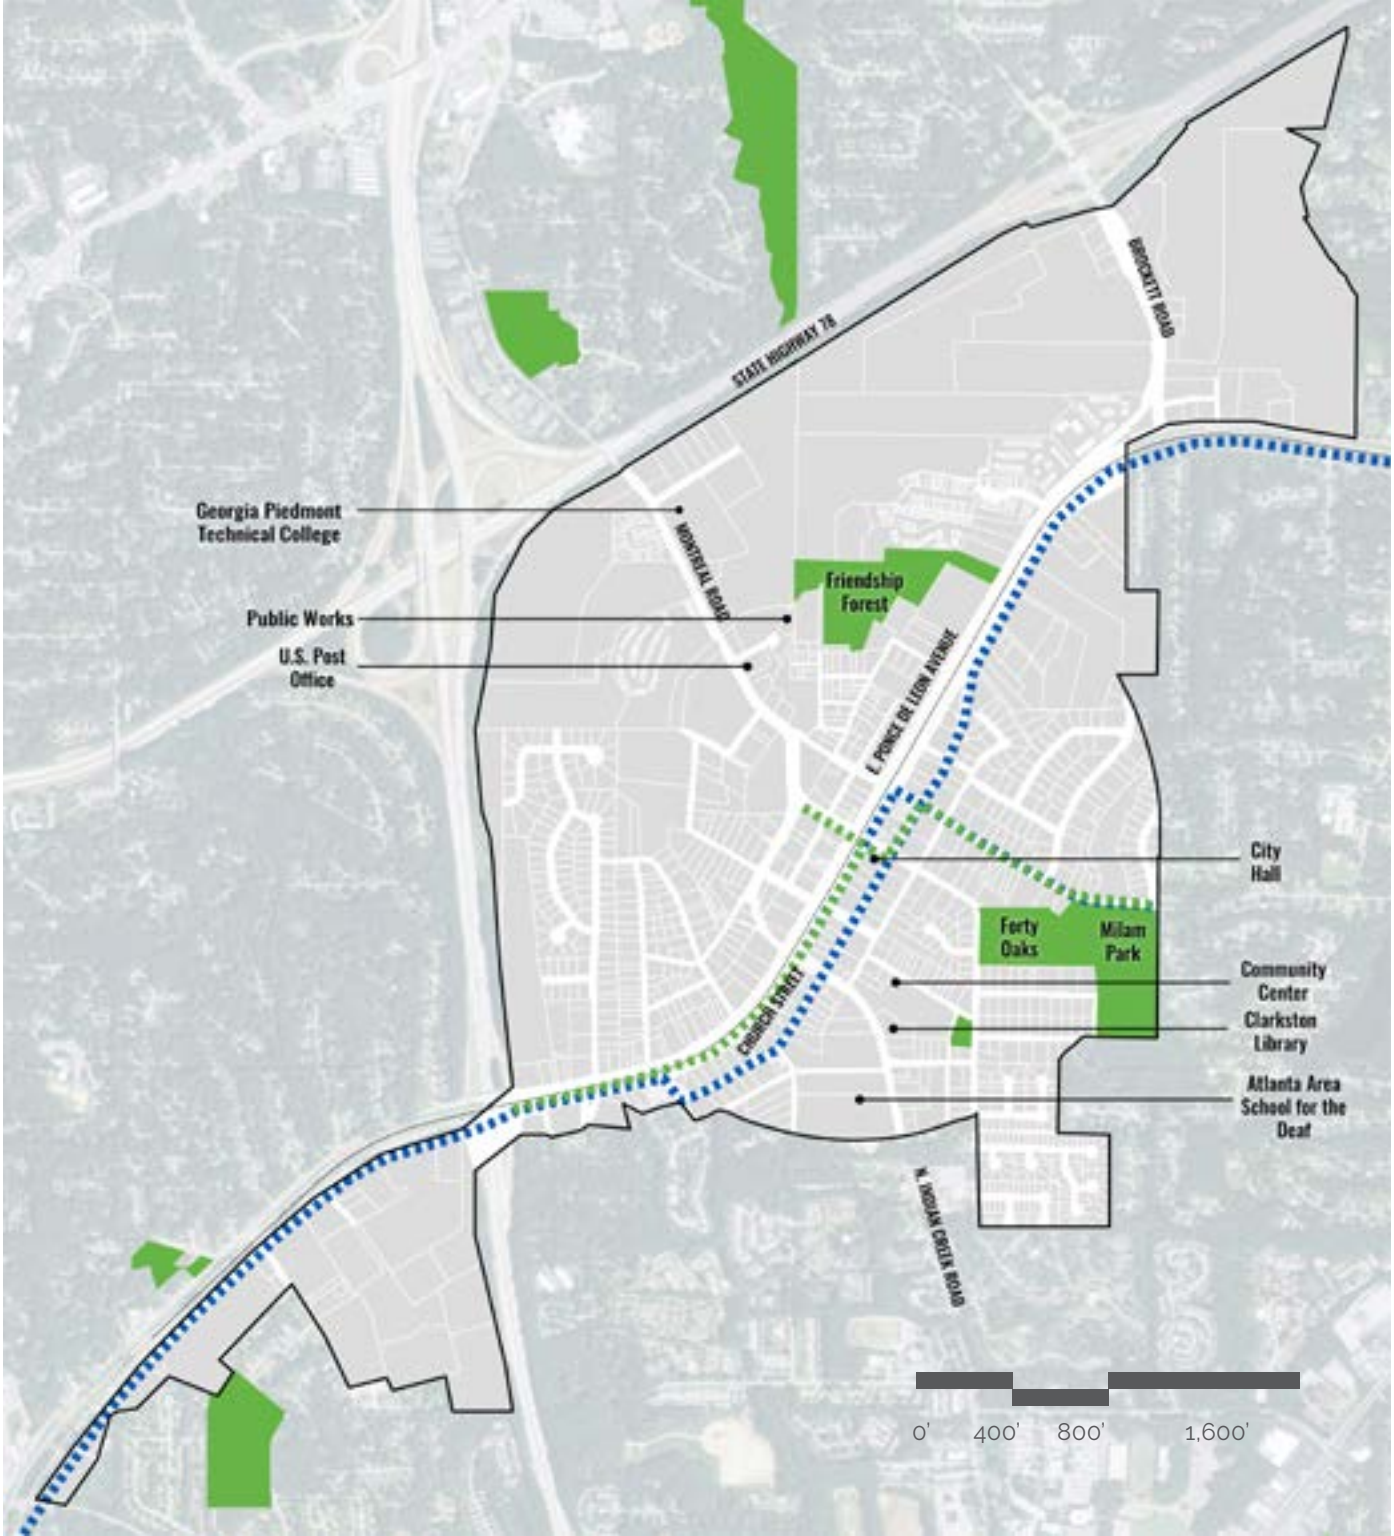 STATE HIGHWAY 78
BROCKETT ROAD
Georgia Piedmont
Technical College
MONTREAL ROAD
Friendship
Forest
Public Works
U.S. Post
Office
E. PONCE DE LEON AVENUE
City
Hall
Forty
Oaks
Milam
Park
Community
Center
CHURCH STREET
Clarkston
Library
Atlanta Area
School for the
Deaf
N. INDIAN CREEK ROAD
0' 400' 800' 1,600'